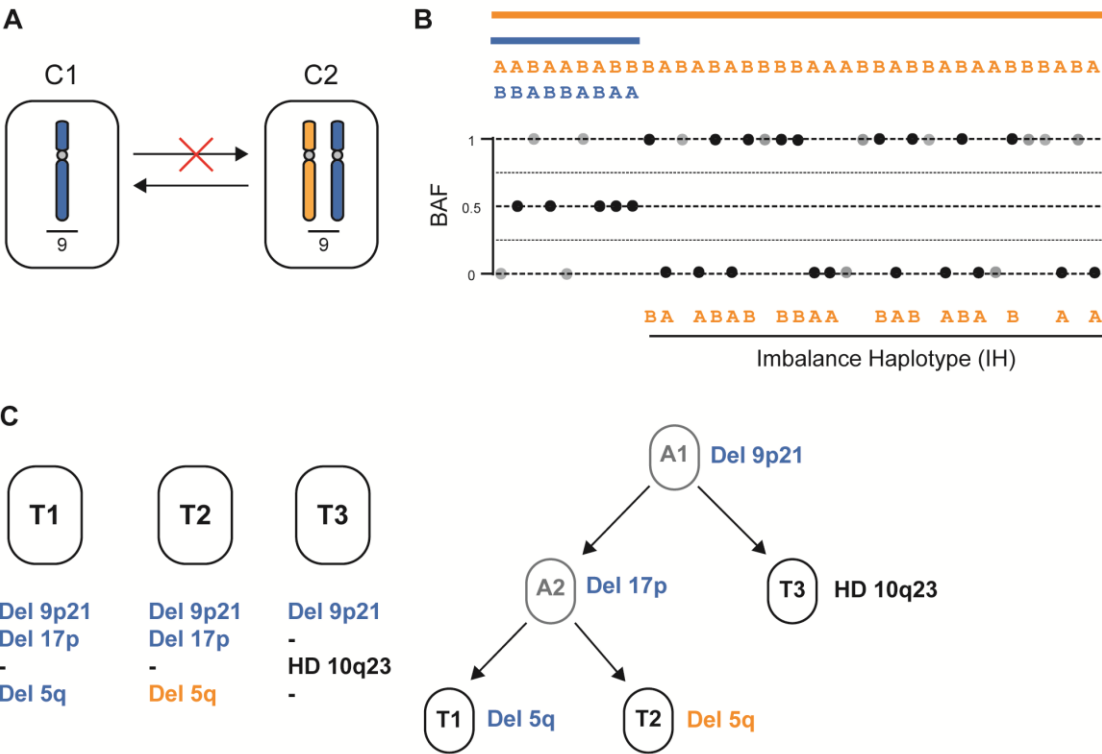 A
B
C1
C2
9
9
AABAABABBBABABABBBBAAABBABBABAABBBABA
BBABBABAA
BAF
1
0.5
0
BA ABAB BBAA BAB ABA B A A
Imbalance Haplotype (IH)
C
T1
T2
T3
Del 9p21
Del 9p21
Del 9p21
Del 17p
Del 17p
-
-
-
HD 10q23
Del 5q
Del 5q
-
A1
Del 9p21
A2
Del 17p
T3
HD 10q23
T1
Del 5q
T2
Del 5q